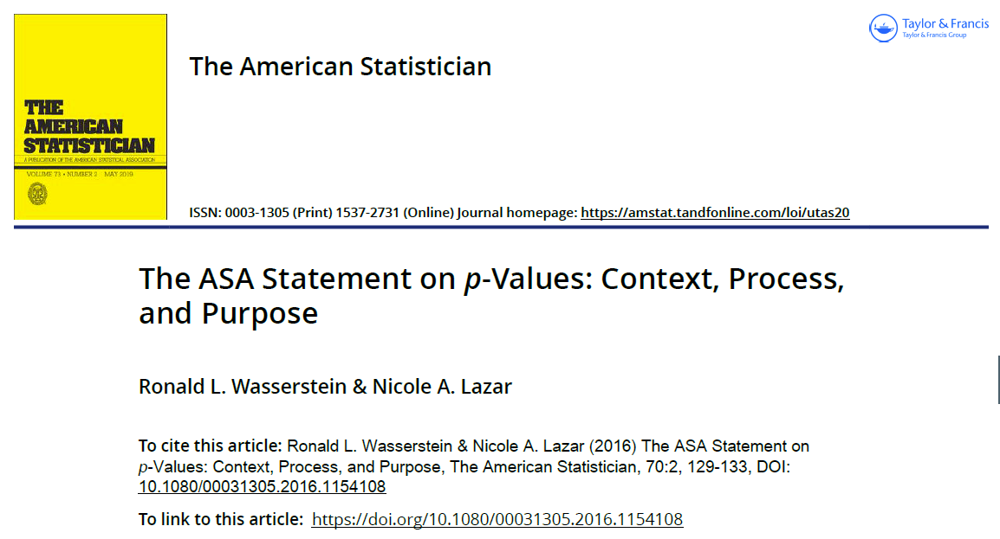 THE
AMERICAN
STATISTICIAN
A PUBLICATION OF THE AMERICAN STATISTICAL ASSOCIATION
VOLUME 73 • NUMBER 2 MAY 2019
The American Statistician
Taylor & Francis
Taylor & Francis Group
ISSN: 0003-1305 (Print) 1537-2731 (Online) Journal homepage: https://amstat.tandfonline.com/loi/utas20
The ASA Statement on p-Values: Context, Process,
and Purpose
Ronald L. Wasserstein & Nicole A. Lazar
To cite this article: Ronald L. Wasserstein & Nicole A. Lazar (2016) The ASA Statement on
p-Values: Context, Process, and Purpose, The American Statistician, 70:2, 129-133, DOI:
10.1080/00031305.2016.1154108
To link to this article: https://doi.org/10.1080/00031305.2016.1154108